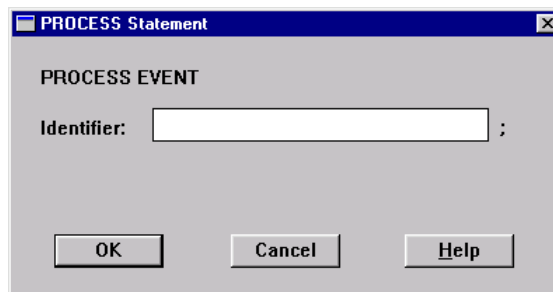 PROCESS Statement
PROCESS EVENT
Identifier: ;
OK Cancel Help